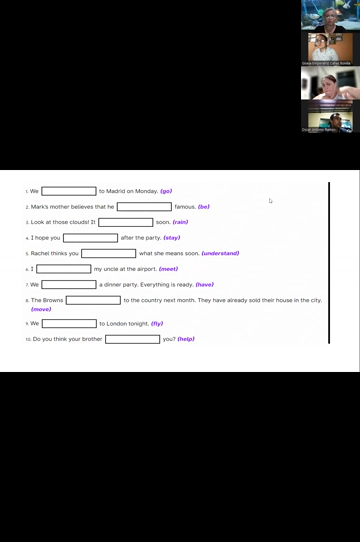 1. We to Madrid on Monday. (go)
2. Mark's mother believes that he famous. (be)
3. Look at those clouds! It soon. (rain)
4. I hope you after the party. (stay)
5. Rachel thinks you what she means soon. (understand)
6. I my uncle at the airport. (meet)
7. We a dinner party. Everything is ready. (have)
8. The Browns to the country next month. They have already sold their house in the city.
(move)
9. We to London tonight. (fly)
10. Do you think your brother you? (help)